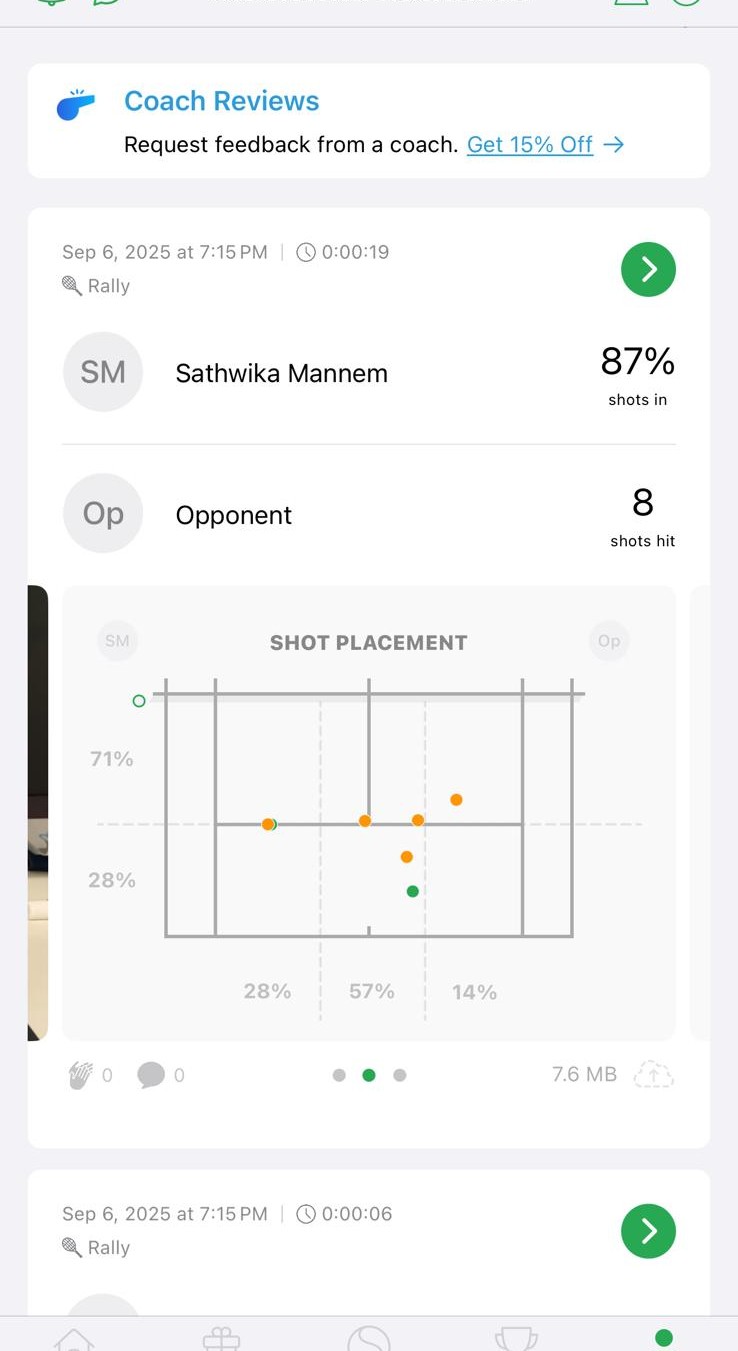 Coach Reviews
Request feedback from a coach. Get 15% Off →
Sep 6, 2025 at 7:15 PM | 0:00:19
Rally
SM Sathwika Mannem 87%
shots in
Op Opponent 8
shots hit
SM SHOT PLACEMENT Op
71%
28%
28% 57% 14%
0 0 7.6 MB
Sep 6, 2025 at 7:15 PM | 0:00:06
Rally